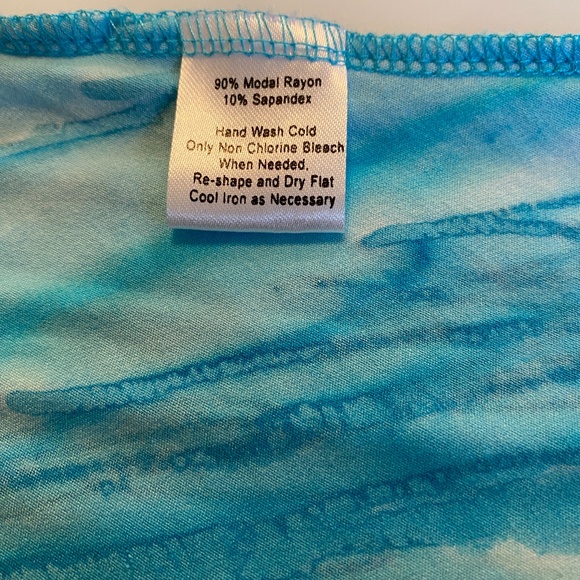 90% Modal Rayon
10% Sapandex
Hand Wash Cold
Only Non Chlorine Bleach
When Needed,
Re-shape and Dry Flat
Cool Iron as Necessary